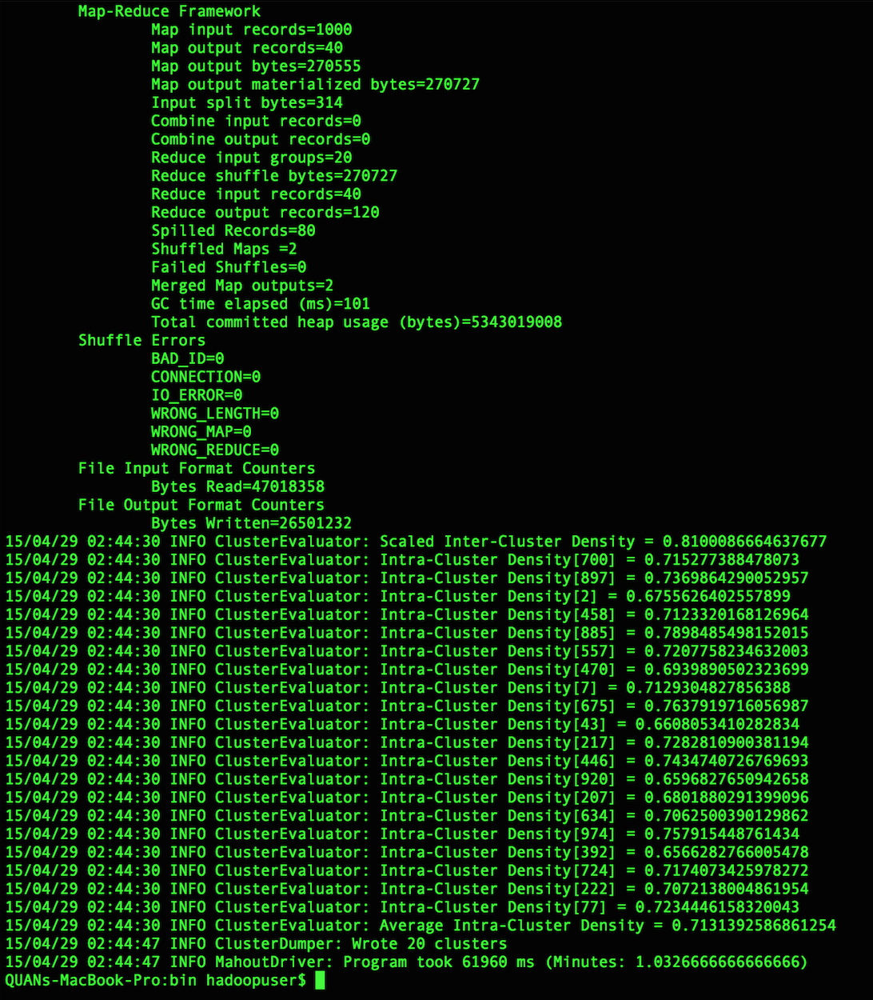 Map-Reduce Framework
Map input records=1000
Map output records=40
Map output bytes=270555
Map output materialized bytes=270727
Input split bytes=314
Combine input records=0
Combine output records=0
Reduce input groups=20
Reduce shuffle bytes=270727
Reduce input records=40
Reduce output records=120
Spilled Records=80
Shuffled Maps =2
Failed Shuffles=0
Merged Map outputs=2
GC time elapsed (ms)=101
Total committed heap usage (bytes)=5343019008
Shuffle Errors
BAD_ID=0
CONNECTION=0
IO_ERROR=0
WRONG_LENGTH=0
WRONG_MAP=0
WRONG_REDUCE=0
File Input Format Counters
Bytes Read=47018358
File Output Format Counters
Bytes Written=26501232
15/04/29 02:44:30 INFO ClusterEvaluator: Scaled Inter-Cluster Density = 0.8100086664637677
15/04/29 02:44:30 INFO ClusterEvaluator: Intra-Cluster Density[700] = 0.715277388478073
15/04/29 02:44:30 INFO ClusterEvaluator: Intra-Cluster Density[897] = 0.7369864290052957
15/04/29 02:44:30 INFO ClusterEvaluator: Intra-Cluster Density[2] = 0.6755626402557899
15/04/29 02:44:30 INFO ClusterEvaluator: Intra-Cluster Density[458] = 0.7123320168126964
15/04/29 02:44:30 INFO ClusterEvaluator: Intra-Cluster Density[885] = 0.7898485498152015
15/04/29 02:44:30 INFO ClusterEvaluator: Intra-Cluster Density[557] = 0.7207758234632003
15/04/29 02:44:30 INFO ClusterEvaluator: Intra-Cluster Density[470] = 0.6939890502323699
15/04/29 02:44:30 INFO ClusterEvaluator: Intra-Cluster Density[7] = 0.7129304827856388
15/04/29 02:44:30 INFO ClusterEvaluator: Intra-Cluster Density[675] = 0.7637919716056987
15/04/29 02:44:30 INFO ClusterEvaluator: Intra-Cluster Density[43] = 0.6608053410282834
15/04/29 02:44:30 INFO ClusterEvaluator: Intra-Cluster Density[217] = 0.7282810900381194
15/04/29 02:44:30 INFO ClusterEvaluator: Intra-Cluster Density[446] = 0.7434740726769693
15/04/29 02:44:30 INFO ClusterEvaluator: Intra-Cluster Density[920] = 0.6596827650942658
15/04/29 02:44:30 INFO ClusterEvaluator: Intra-Cluster Density[207] = 0.6801880291399096
15/04/29 02:44:30 INFO ClusterEvaluator: Intra-Cluster Density[634] = 0.7062500390129862
15/04/29 02:44:30 INFO ClusterEvaluator: Intra-Cluster Density[974] = 0.757915448761434
15/04/29 02:44:30 INFO ClusterEvaluator: Intra-Cluster Density[392] = 0.6566282766005478
15/04/29 02:44:30 INFO ClusterEvaluator: Intra-Cluster Density[724] = 0.7174073425978272
15/04/29 02:44:30 INFO ClusterEvaluator: Intra-Cluster Density[222] = 0.7072138004861954
15/04/29 02:44:30 INFO ClusterEvaluator: Intra-Cluster Density[77] = 0.7234446158320043
15/04/29 02:44:30 INFO ClusterEvaluator: Average Intra-Cluster Density = 0.7131392586861254
15/04/29 02:44:47 INFO ClusterDumper: Wrote 20 clusters
15/04/29 02:44:47 INFO MahoutDriver: Program took 61960 ms (Minutes: 1.0326666666666666)
QUANs-MacBook-Pro:bin hadoopuser$